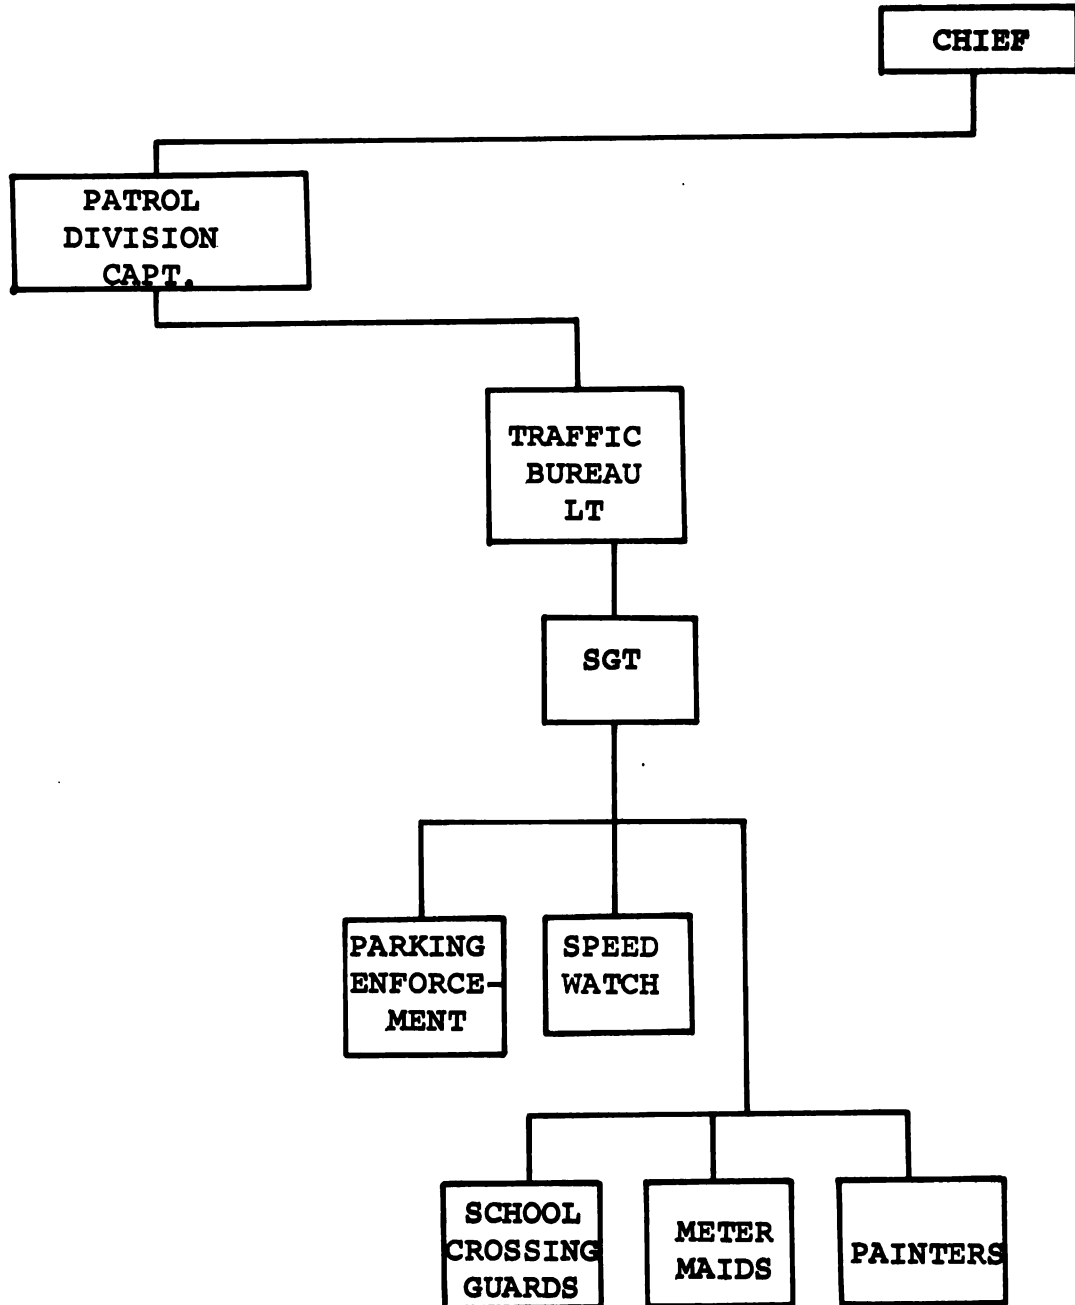 CHIEF
PATROL
DIVISION
CAPT.
TRAFFIC
BUREAU
LT
SGT
PARKING
ENFORCE-
MENT
SPEED
WATCH
SCHOOL
CROSSING
GUARDS
METER
MAIDS
PAINTERS